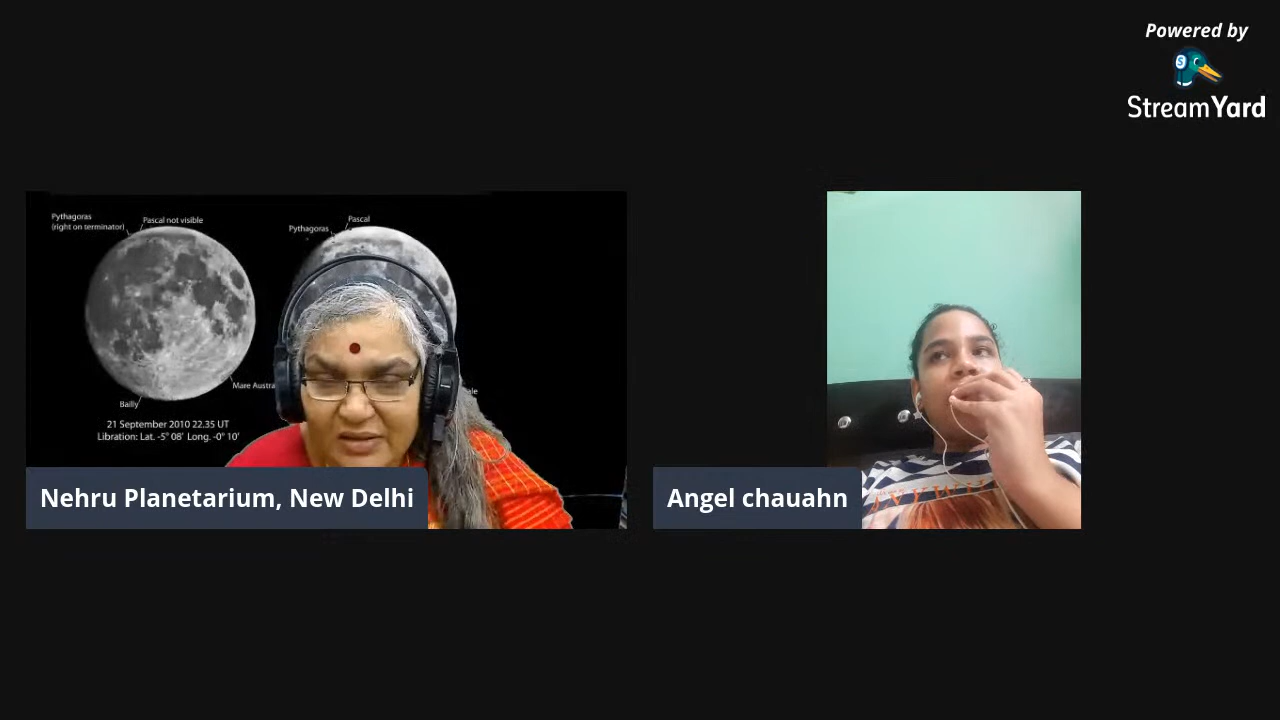 Powered by
StreamYard
Pythagoras
(right on terminator)
Pascal not visible
Pascal
Pythagoras
Mare Austra
Bailly
21 September 2010 22.35 UT
Libration: Lat. -5° 08' Long. -0° 10'
Nehru Planetarium, New Delhi
Angel chauahn